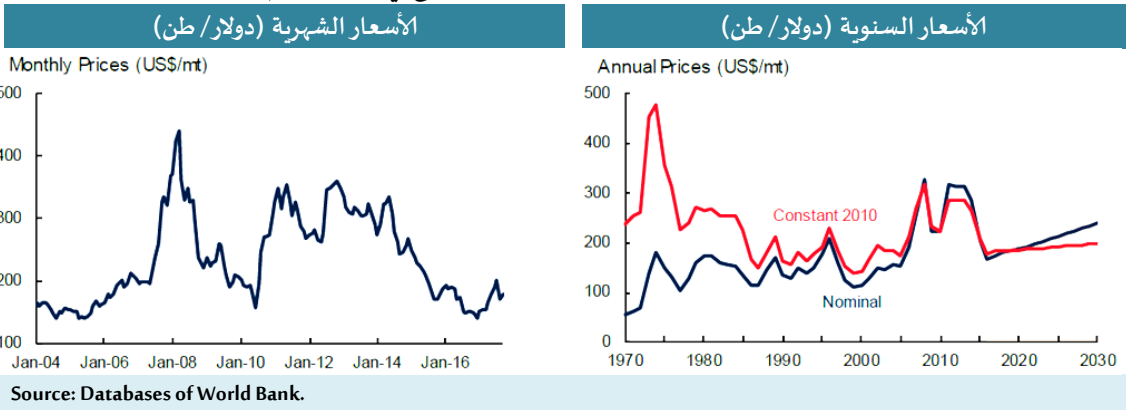 الأسعار الشهرية (دولار/ طن)
Monthly Prices (US$/mt)
500
400
300
200
100
Jan-04 Jan-06 Jan-08 Jan-10 Jan-12 Jan-14 Jan-16
الأسعار السنوية (دولار/ طن)
Annual Prices (US$/mt)
500
400
300
200
100
0
Constant 2010
Nominal
1970 1980 1990 2000 2010 2020 2030
Source: Databases of World Bank.